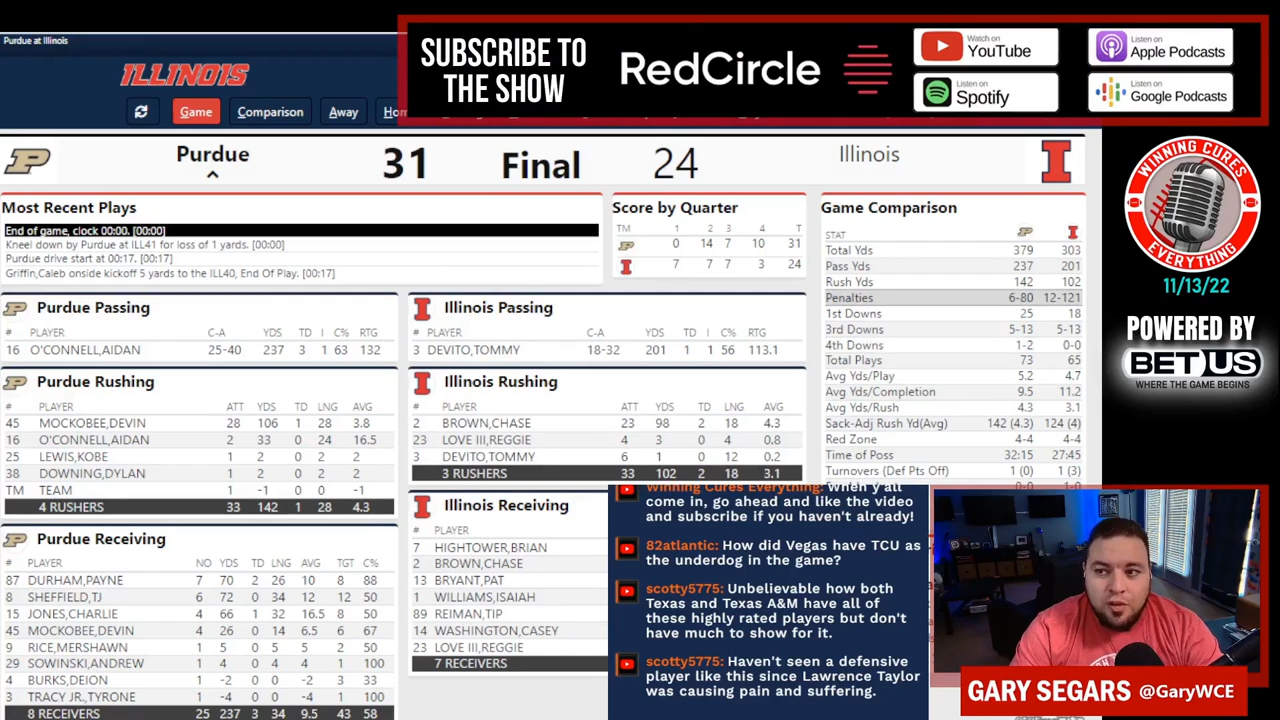 Purdue at Illinois
ILLINOIS
Game Comparison Away
SUBSCRIBE TO
THE SHOW
RedCircle
Watch on
YouTube
Listen on
Spotify
Listen on
Apple Podcasts
Listen on
Google Podcasts
P Purdue 31 Final 24 Illinois I
Most Recent Plays
End of game, clock 00:00. [00:00]
Kneel down by Purdue at ILL41 for loss of 1 yards. [00:00]
Purdue drive start at 00:17. [00:17]
Griffin,Caleb onside kickoff 5 yards to the ILL40, End Of Play. [00:17]
Score by Quarter
TM 1 2 3 4 T
P 0 14 7 10 31
I 7 7 7 3 24
Game Comparison
STAT P I
Total Yds 379 303
Pass Yds 237 201
Rush Yds 142 102
Penalties 6-80 12-121
1st Downs 25 18
3rd Downs 5-13 5-13
4th Downs 1-2 0-0
Total Plays 73 65
Avg Yds/Play 5.2 4.7
Avg Yds/Completion 9.5 11.2
Avg Yds/Rush 4.3 3.1
Sack-Adj Rush Yd(Avg) 142 (4.3) 124 (4)
Red Zone 4-4 4-4
Time of Poss 32:15 27:45
Turnovers (Def Pts Off) 1 (0) 1 (3)
P Purdue Passing
# PLAYER C-A YDS TD I C% RTG
16 O'CONNELL,AIDAN 25-40 237 3 1 63 132
I Illinois Passing
# PLAYER C-A YDS TD I C% RTG
3 DEVITO,TOMMY 18-32 201 1 1 56 113.1
P Purdue Rushing
# PLAYER ATT YDS TD LNG AVG
45 MOCKOBEE,DEVIN 28 106 1 28 3.8
16 O'CONNELL,AIDAN 2 33 0 24 16.5
25 LEWIS,KOBE 1 2 0 2 2
38 DOWNING,DYLAN 1 2 0 2 2
TM TEAM 1 -1 0 0 -1
4 RUSHERS 33 142 1 28 4.3
I Illinois Rushing
# PLAYER ATT YDS TD LNG AVG
2 BROWN,CHASE 23 98 2 18 4.3
23 LOVE III,REGGIE 4 3 0 4 0.8
3 DEVITO,TOMMY 6 1 0 12 0.2
3 RUSHERS 33 102 2 18 3.1
P Purdue Receiving
# PLAYER NO YDS TD LNG AVG TGT C%
87 DURHAM,PAYNE 7 70 2 26 10 8 88
8 SHEFFIELD,TJ 6 72 0 34 12 12 50
15 JONES,CHARLIE 4 66 1 32 16.5 8 50
45 MOCKOBEE,DEVIN 4 26 0 14 6.5 6 67
9 RICE,MERSHAWN 1 5 0 5 5 2 50
29 SOWINSKI,ANDREW 1 4 0 4 4 1 100
4 BURKS,DEION 1 -2 0 -2 -2 3 33
3 TRACY JR.,TYRONE 1 -4 0 -4 -4 1 100
8 RECEIVERS 25 237 3 34 9.5 43 58
I Illinois Receiving
# PLAYER
7 HIGHTOWER,BRIAN
2 BROWN,CHASE
13 BRYANT,PAT
1 WILLIAMS,ISAIAH
89 REIMAN,TIP
14 WASHINGTON,CASEY
23 LOVE III,REGGIE
7 RECEIVERS
Winning Cures Everything: When y'all
come in, go ahead and like the video
and subscribe if you haven't already!
82atlantic: How did Vegas have TCU as
the underdog in the game?
scotty5775: Unbelievable how both
Texas and Texas A&M have all of
these highly rated players but don't
have much to show for it.
scotty5775: Haven't seen a defensive
player like this since Lawrence Taylor
was causing pain and suffering.
WINNING CURES
EVERYTHING
11/13/22
POWERED BY
BETUS
WHERE THE GAME BEGINS
GARY SEGARS @GaryWCE